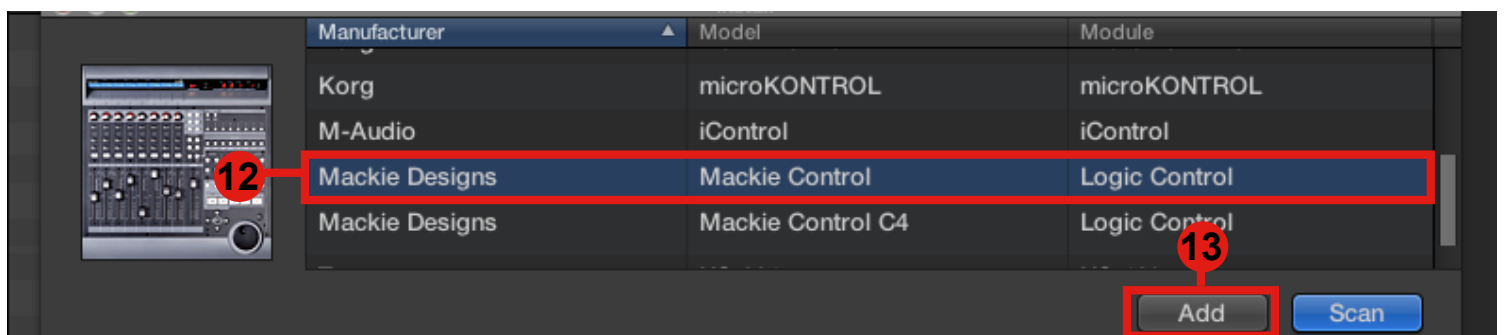 Manufacturer Model Module
Korg microKONTROL microKONTROL
M-Audio iControl iControl
12
Mackie Designs Mackie Control Logic Control
Mackie Designs Mackie Control C4 Logic Control
13
Add Scan